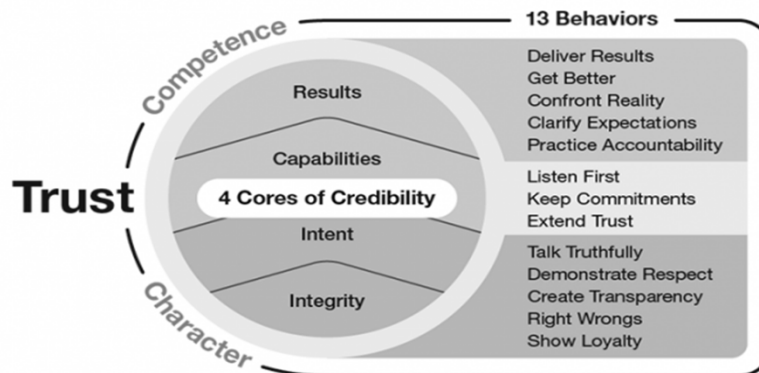 13 Behaviors
Competence
Trust
Character
Results
Capabilities
4 Cores of Credibility
Intent
Integrity
Deliver Results
Get Better
Confront Reality
Clarify Expectations
Practice Accountability
Listen First
Keep Commitments
Extend Trust
Talk Truthfully
Demonstrate Respect
Create Transparency
Right Wrongs
Show Loyalty